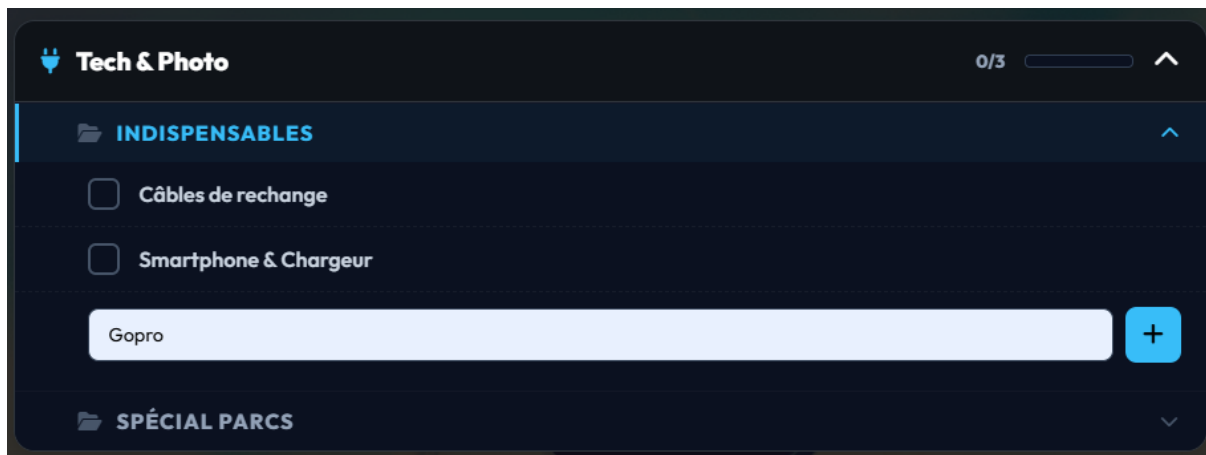 Tech & Photo 0/3
INDISPENSABLES
Câbles de rechange
Smartphone & Chargeur
Gopro +
SPÉCIAL PARCS